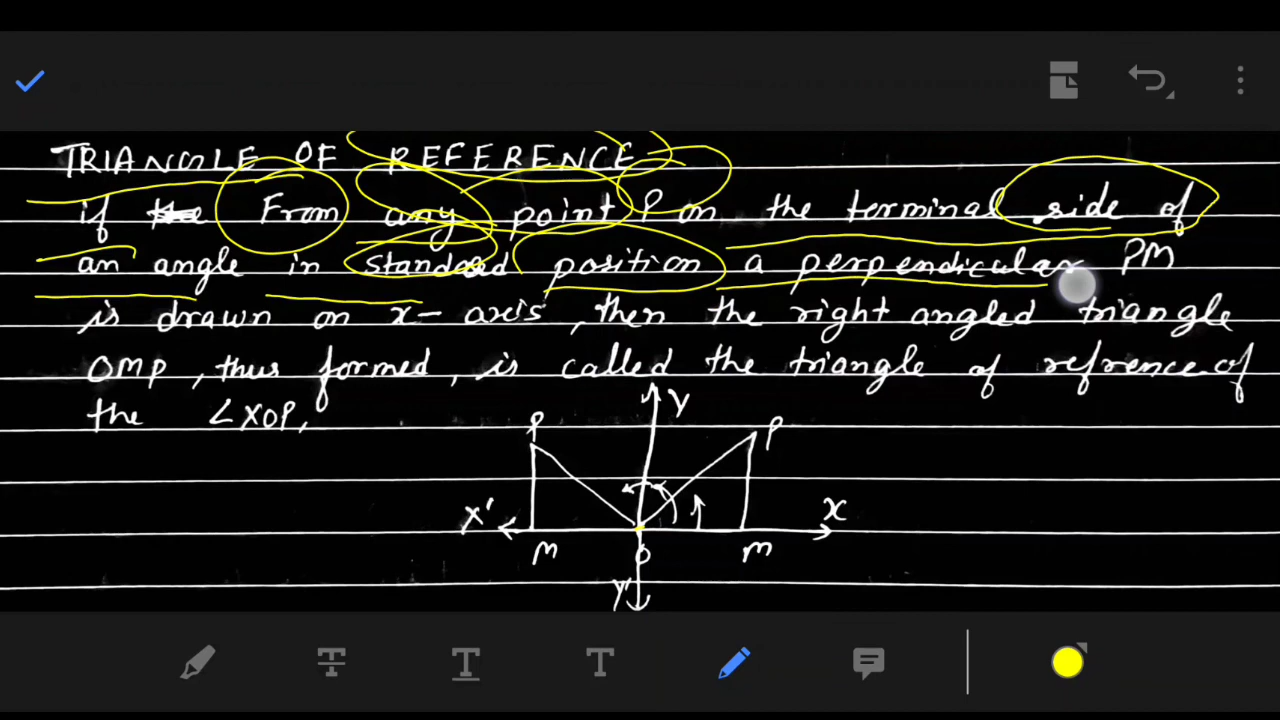 TRIANGLE OF REFERENCE
if the From any point P on the terminal side of
an angle in standard position a perpendicular PM
is drawn on x-axis, then the right angled triangle
OMP, thus formed, is called the triangle of refrence of
the ∠XOP,
Y
P P
X' X
M O M
Y'
T T T